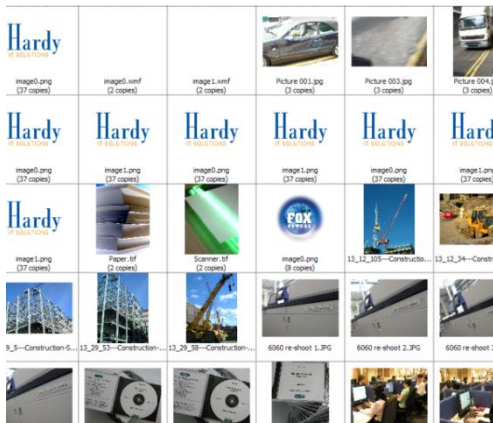 Hardy
IT SOLUTIONS
image0.png
(37 copies)
image0.wmf
(2 copies)
image1.wmf
(2 copies)
Picture 001.jpg
(3 copies)
Picture 003.jpg
(3 copies)
Picture 004.j
(3 copies)
Hardy
IT SOLUTIONS
image0.png
(37 copies)
Hardy
IT SOLUTIONS
image1.png
(37 copies)
Hardy
IT SOLUTIONS
image0.png
(37 copies)
Hardy
IT SOLUTIONS
image1.png
(37 copies)
Hardy
IT SOLUTIONS
image0.png
(37 copies)
Hard
IT SOLUT
image1.png
(37 copies)
Hardy
IT SOLUTIONS
image1.png
(37 copies)
Paper.tif
(2 copies)
Scanner.tif
(2 copies)
FOX
image0.png
(8 copies)
13_12_105---Constructio...
13_12_34---Construct
9_5---Construction-S...
13_29_53---Construction-...
13_29_58---Construction-...
6060 re-shoot 1.JPG
6060 re-shoot 2.JPG
6060 re-shoot 3